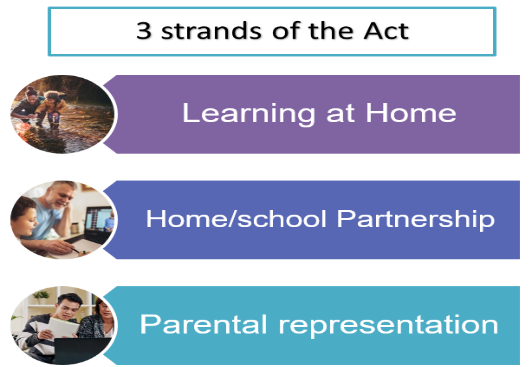 3 strands of the Act
Learning at Home
Home/school Partnership
Parental representation